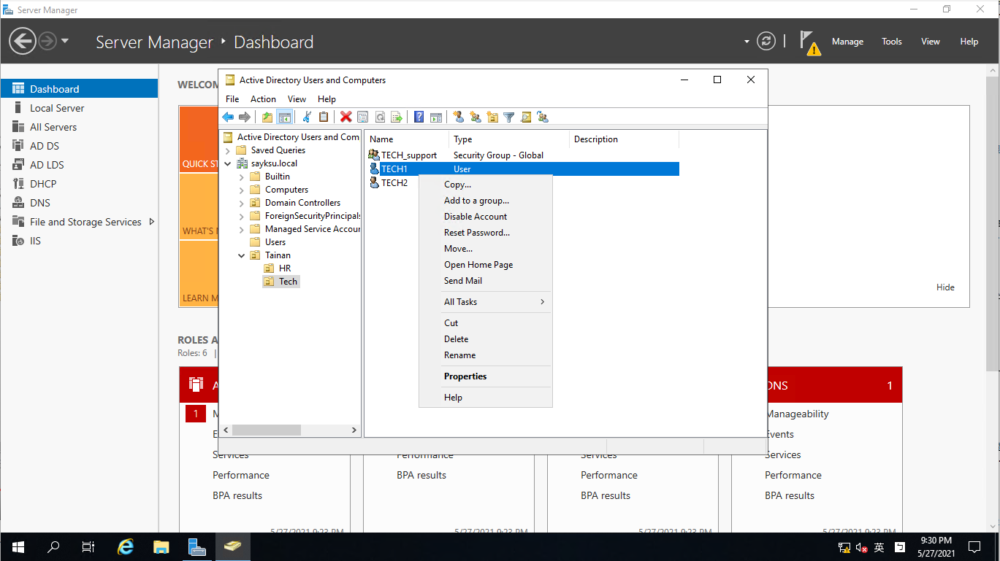 Server Manager
Server Manager ‣ Dashboard
Manage Tools View Help
Dashboard
Local Server
All Servers
AD DS
AD LDS
DHCP
DNS
File and Storage Services
IIS
WELCOM
QUICK ST
WHAT'S N
LEARN M
Hide
ROLES A
Roles: 6 |
Active Directory Users and Computers
File Action View Help
Active Directory Users and Com
Saved Queries
sayksu.local
Builtin
Computers
Domain Controllers
ForeignSecurityPrincipals
Managed Service Accour
Users
Tainan
HR
Tech
Name Type Description
TECH_support Security Group - Global
TECH1 User
TECH2
Copy...
Add to a group...
Disable Account
Reset Password...
Move...
Open Home Page
Send Mail
All Tasks
Cut
Delete
Rename
Properties
Help
A
1 M
E
Services
Performance
BPA results
5/27/2021 9:23 PM
Performance
BPA results
5/27/2021 9:23 PM
Services
Performance
BPA results
5/27/2021 9:23 PM
DNS 1
Manageability
Events
Services
Performance
BPA results
5/27/2021 9:23 PM
英
9:30 PM
5/27/2021